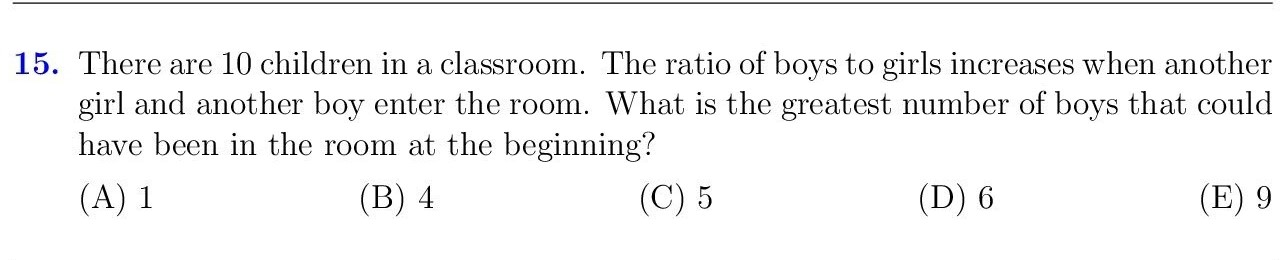 15. There are 10 children in a classroom. The ratio of boys to girls increases when another
girl and another boy enter the room. What is the greatest number of boys that could
have been in the room at the beginning?
(A) 1 (B) 4 (C) 5 (D) 6 (E) 9